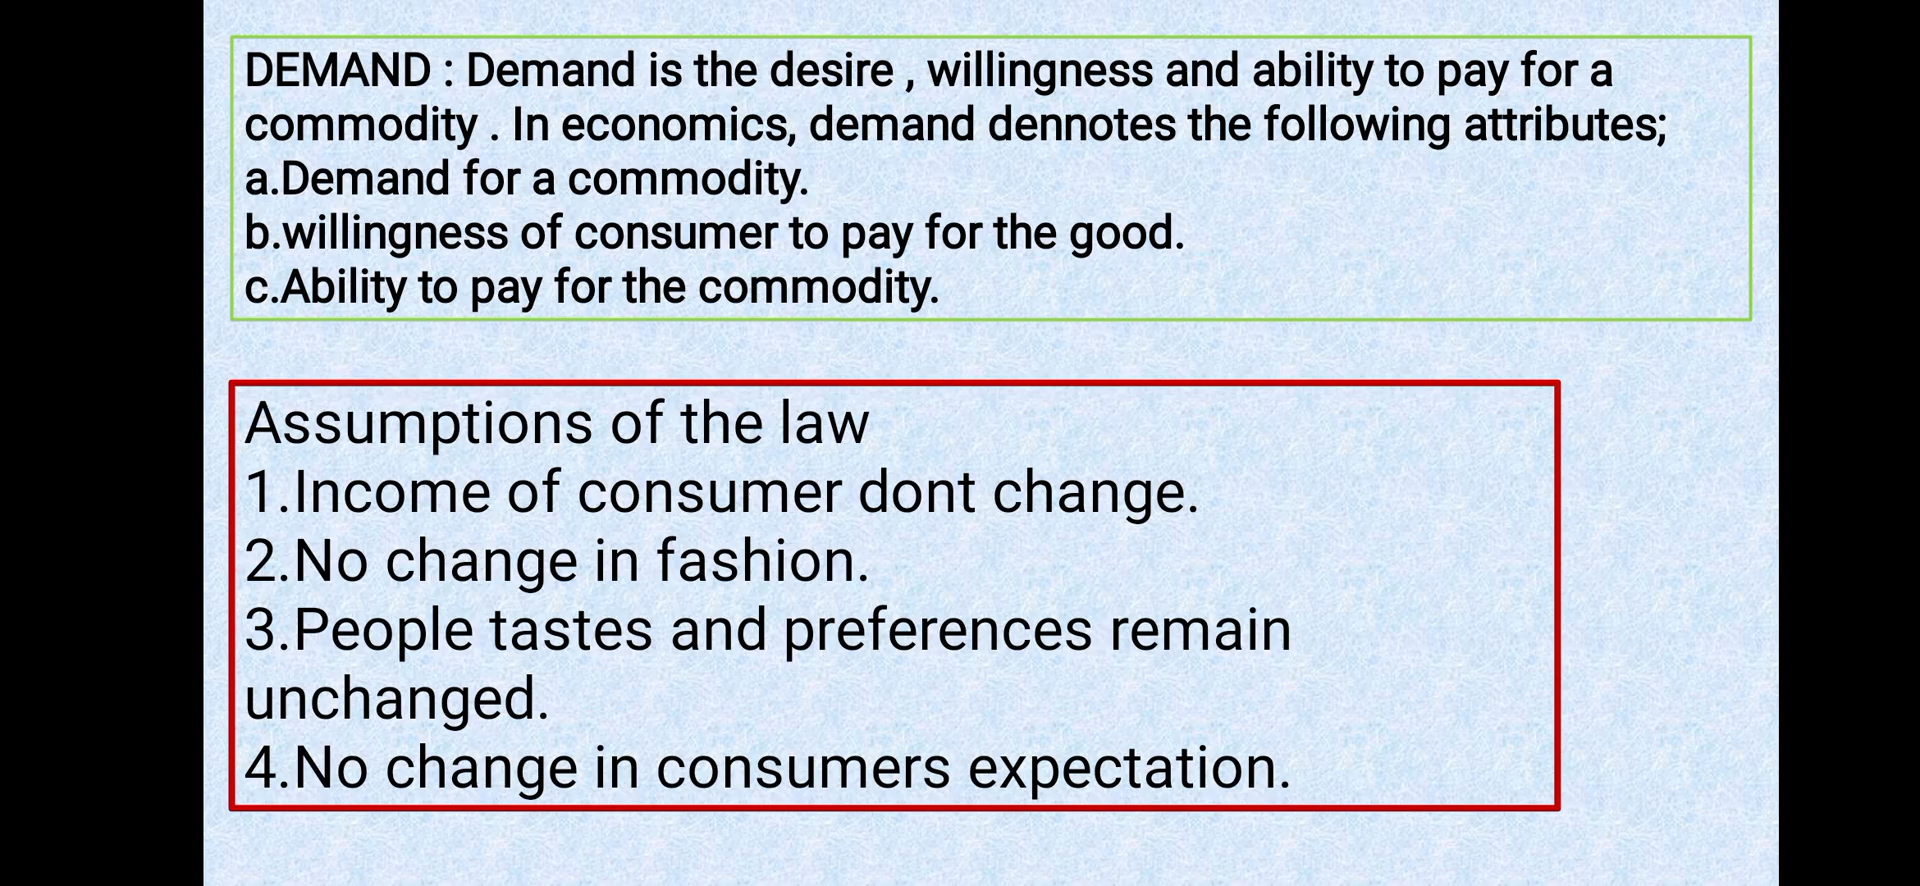 DEMAND : Demand is the desire , willingness and ability to pay for a
commodity . In economics, demand dennotes the following attributes;
a.Demand for a commodity.
b.willingness of consumer to pay for the good.
c.Ability to pay for the commodity.
Assumptions of the law
1.Income of consumer dont change.
2.No change in fashion.
3.People tastes and preferences remain
unchanged.
4.No change in consumers expectation.